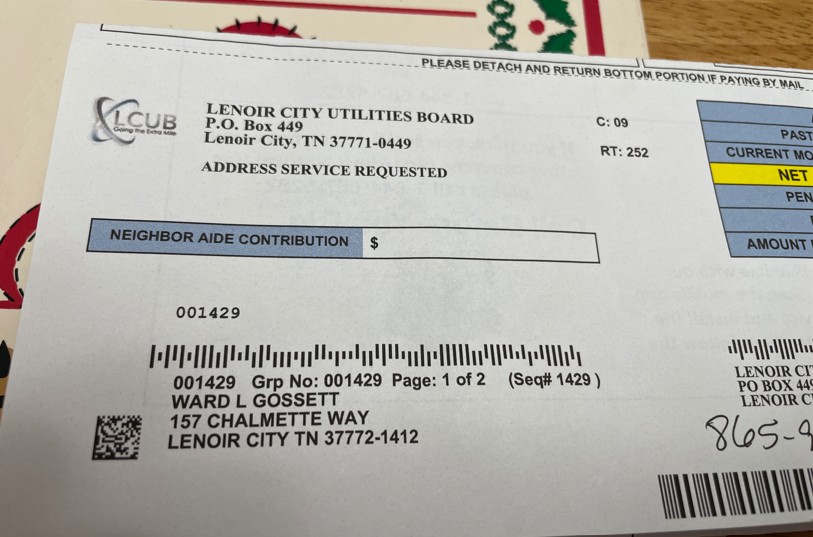 PLEASE DETACH AND RETURN BOTTOM PORTION IF PAYING BY MAIL
LCUB
Going the Extra Mile
LENOIR CITY UTILITIES BOARD
P.O. Box 449
Lenoir City, TN 37771-0449
ADDRESS SERVICE REQUESTED
C: 09
RT: 252
PAST
CURRENT MO
NET
PEN
AMOUNT
NEIGHBOR AIDE CONTRIBUTION $
001429
001429 Grp No: 001429 Page: 1 of 2 (Seq# 1429 )
WARD L GOSSETT
157 CHALMETTE WAY
LENOIR CITY TN 37772-1412
LENOIR CI
PO BOX 449
LENOIR C
865-